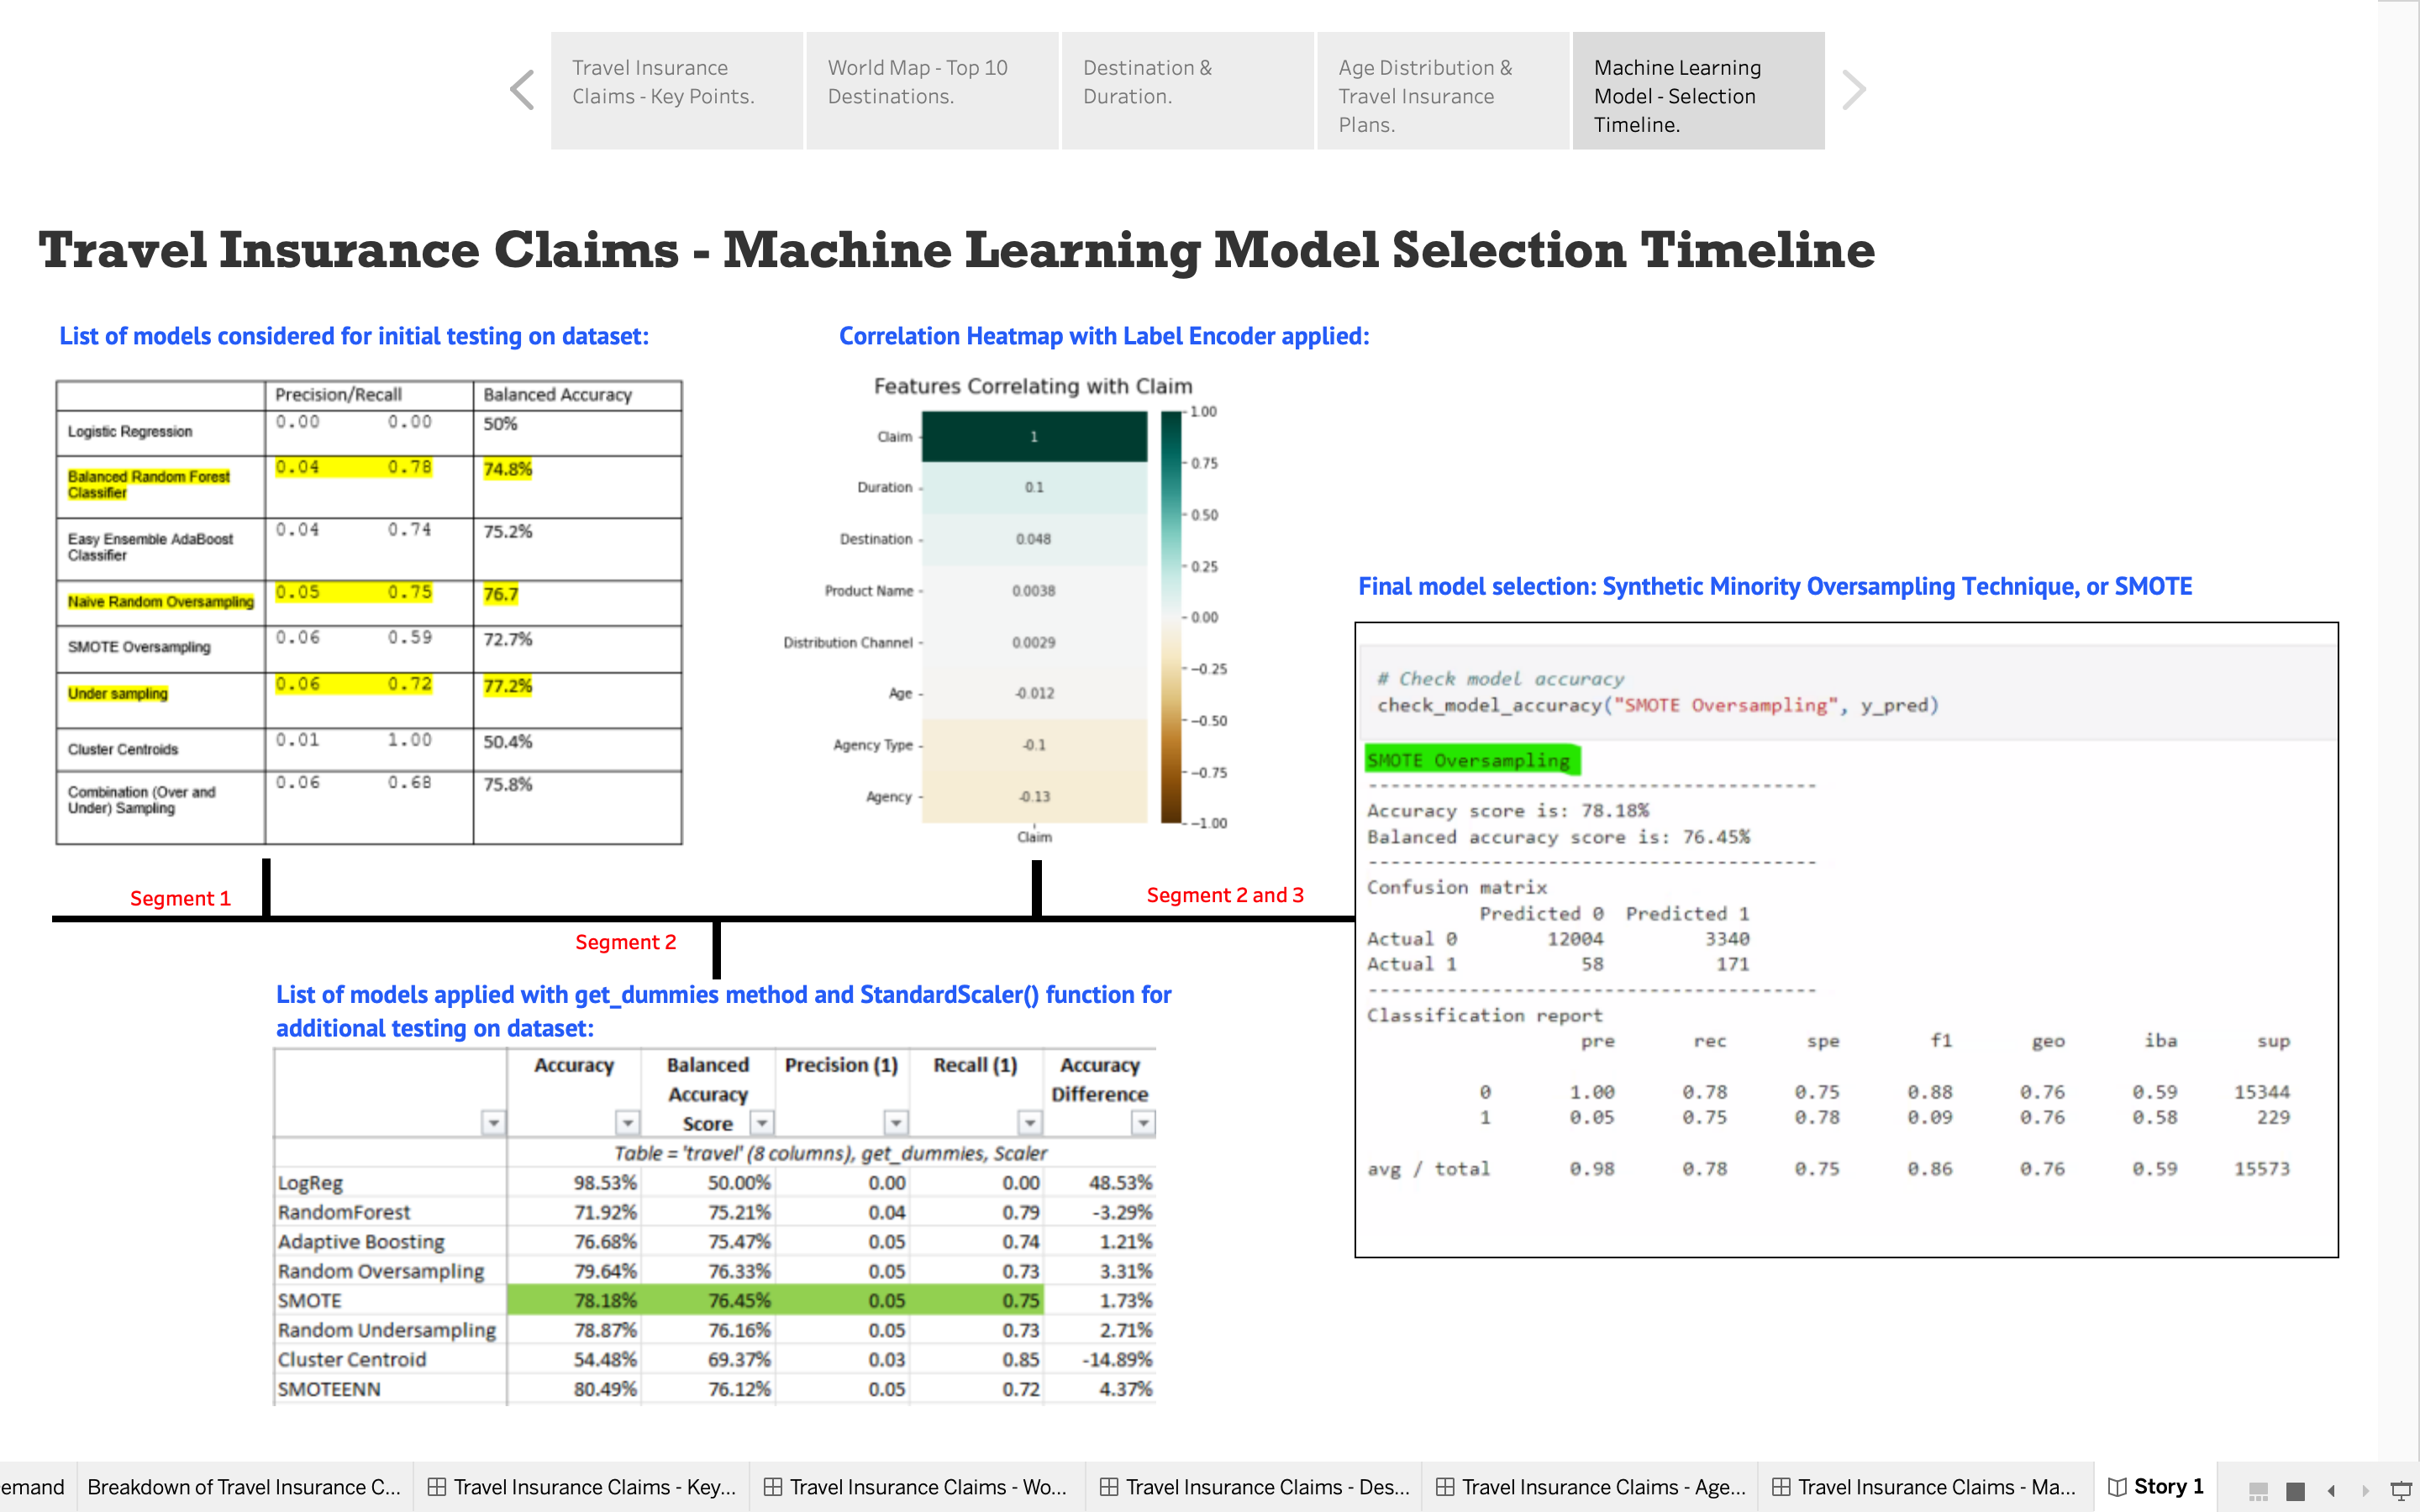 Travel Insurance
Claims - Key Points.
World Map - Top 10
Destinations.
Destination &
Duration.
Age Distribution &
Travel Insurance
Plans.
Machine Learning
Model - Selection
Timeline.
Travel Insurance Claims - Machine Learning Model Selection Timeline
List of models considered for initial testing on dataset:
Precision/Recall Balanced Accuracy
Logistic Regression 0.00 0.00 50%
Balanced Random Forest
Classifier 0.04 0.78 74.8%
Easy Ensemble AdaBoost
Classifier 0.04 0.74 75.2%
Naive Random Oversampling 0.05 0.75 76.7
SMOTE Oversampling 0.06 0.59 72.7%
Under sampling 0.06 0.72 77.2%
Cluster Centroids 0.01 1.00 50.4%
Combination (Over and
Under) Sampling 0.06 0.68 75.8%
Correlation Heatmap with Label Encoder applied:
Features Correlating with Claim
Claim 1
Duration 0.1
Destination 0.048
Product Name 0.0038
Distribution Channel 0.0029
Age -0.012
Agency Type -0.1
Agency -0.13
Claim
1.00
0.75
0.50
0.25
0.00
−0.25
−0.50
−0.75
−1.00
Segment 1
Segment 2
Segment 2 and 3
List of models applied with get_dummies method and StandardScaler() function for
additional testing on dataset:
Accuracy Balanced Precision (1) Recall (1) Accuracy
Accuracy Difference
Score
Table = 'travel' (8 columns), get_dummies, Scaler
LogReg 98.53% 50.00% 0.00 0.00 48.53%
RandomForest 71.92% 75.21% 0.04 0.79 -3.29%
Adaptive Boosting 76.68% 75.47% 0.05 0.74 1.21%
Random Oversampling 79.64% 76.33% 0.05 0.73 3.31%
SMOTE 78.18% 76.45% 0.05 0.75 1.73%
Random Undersampling 78.87% 76.16% 0.05 0.73 2.71%
Cluster Centroid 54.48% 69.37% 0.03 0.85 -14.89%
SMOTEENN 80.49% 76.12% 0.05 0.72 4.37%
Final model selection: Synthetic Minority Oversampling Technique, or SMOTE
# Check model accuracy
check_model_accuracy("SMOTE Oversampling", y_pred)
SMOTE Oversampling
---------------------------------------
Accuracy score is: 78.18%
Balanced accuracy score is: 76.45%
---------------------------------------
Confusion matrix
Predicted 0 Predicted 1
Actual 0 12004 3340
Actual 1 58 171
---------------------------------------
Classification report
pre rec spe f1 geo iba sup
0 1.00 0.78 0.75 0.88 0.76 0.59 15344
1 0.05 0.75 0.78 0.09 0.76 0.58 229
avg / total 0.98 0.78 0.75 0.86 0.76 0.59 15573
emand
Breakdown of Travel Insurance C...
Travel Insurance Claims - Key...
Travel Insurance Claims - Wo...
Travel Insurance Claims - Des...
Travel Insurance Claims - Age...
Travel Insurance Claims - Ma...
Story 1